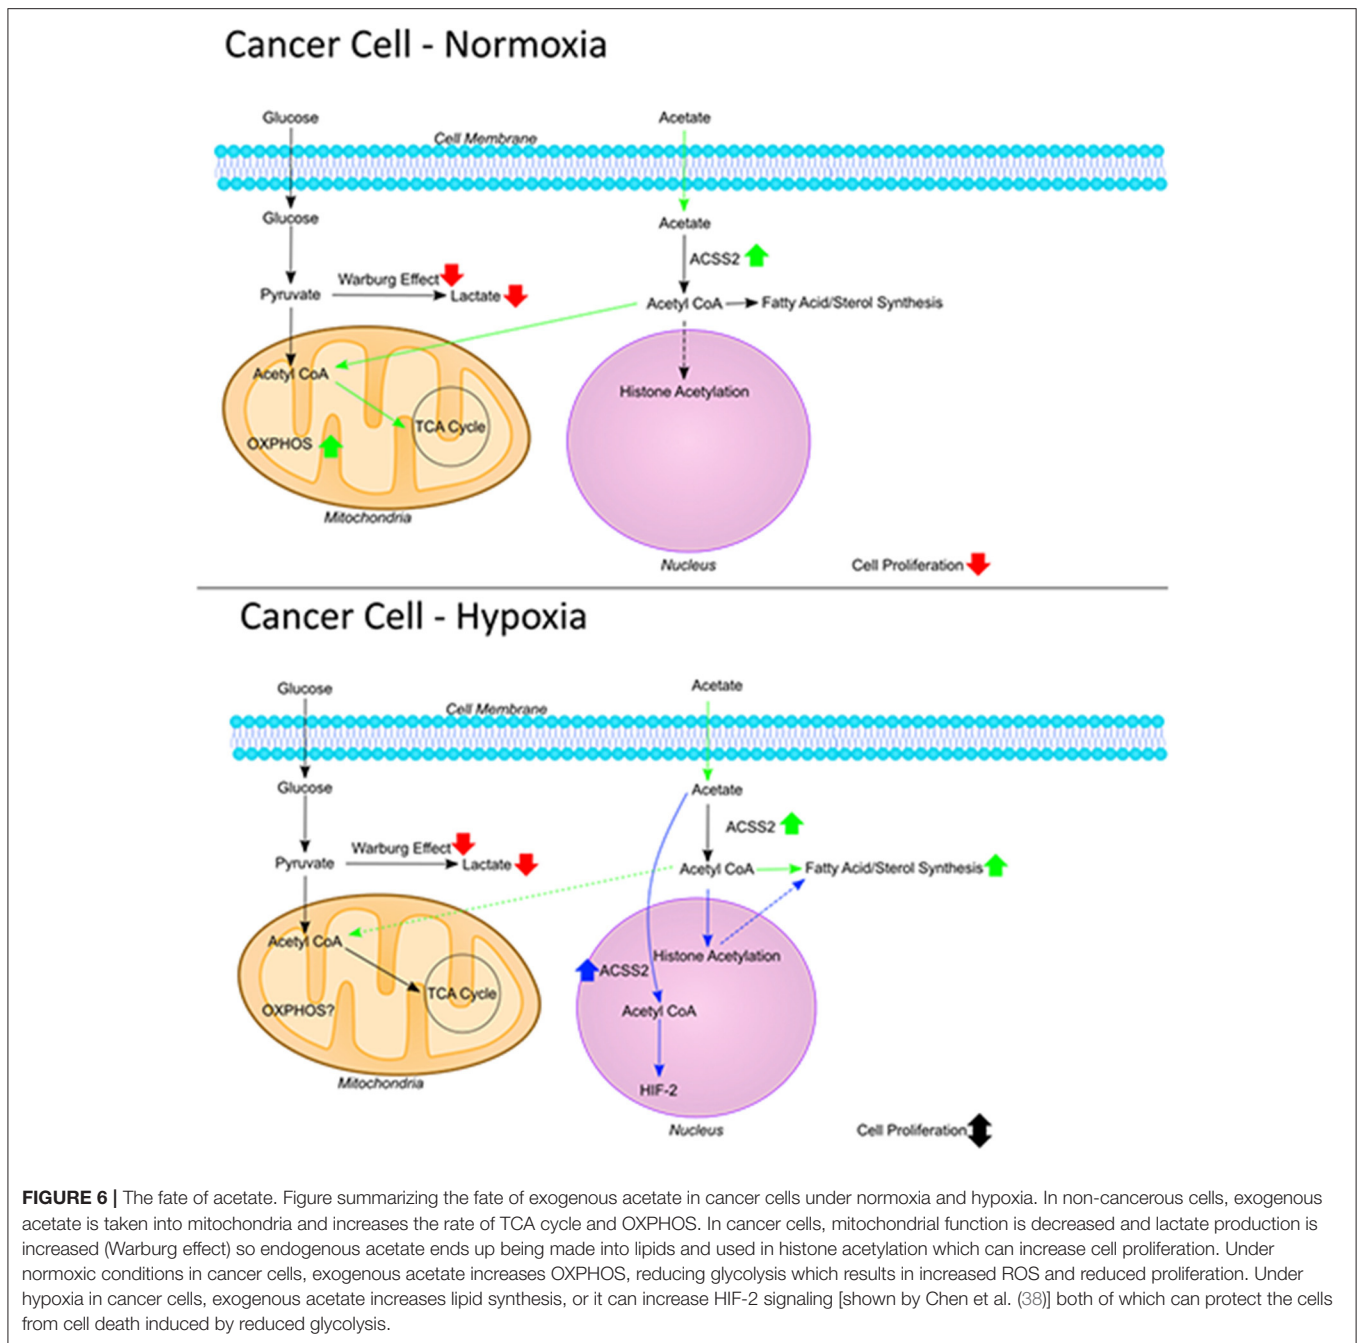 Cancer Cell - Normoxia
Glucose
Acetate
Cell Membrane
Glucose
Acetate
ACSS2
Warburg Effect
Pyruvate
Lactate
Acetyl CoA
Fatty Acid/Sterol Synthesis
Acetyl CoA
Histone Acetylation
TCA Cycle
OXPHOS
Mitochondria
Nucleus
Cell Proliferation
Cancer Cell - Hypoxia
Glucose
Acetate
Cell Membrane
Glucose
Acetate
ACSS2
Warburg Effect
Pyruvate
Lactate
Acetyl CoA
Fatty Acid/Sterol Synthesis
Acetyl CoA
Histone Acetylation
ACSS2
TCA Cycle
OXPHOS?
Acetyl CoA
HIF-2
Mitochondria
Nucleus
Cell Proliferation
FIGURE 6 | The fate of acetate. Figure summarizing the fate of exogenous acetate in cancer cells under normoxia and hypoxia. In non-cancerous cells, exogenous
acetate is taken into mitochondria and increases the rate of TCA cycle and OXPHOS. In cancer cells, mitochondrial function is decreased and lactate production is
increased (Warburg effect) so endogenous acetate ends up being made into lipids and used in histone acetylation which can increase cell proliferation. Under
normoxic conditions in cancer cells, exogenous acetate increases OXPHOS, reducing glycolysis which results in increased ROS and reduced proliferation. Under
hypoxia in cancer cells, exogenous acetate increases lipid synthesis, or it can increase HIF-2 signaling [shown by Chen et al. (38)] both of which can protect the cells
from cell death induced by reduced glycolysis.